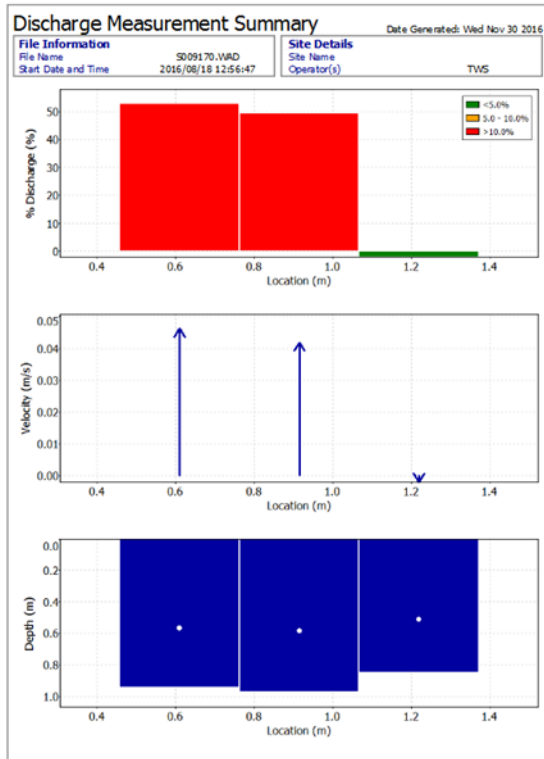 Discharge Measurement Summary Date Generated: Wed Nov 30 2016
File Information Site Details
File Name S009170.WAD Site Name
Start Date and Time 2016/08/18 12:56:47 Operator(s) TWS
<5.0%
5.0 - 10.0%
>10.0%
50
40
30
20
10
0
% Discharge (%)
0.4 0.6 0.8 1.0 1.2 1.4
Location (m)
0.05
0.04
0.03
0.02
0.01
0.00
Velocity (m/s)
0.4 0.6 0.8 1.0 1.2 1.4
Location (m)
0.0
0.2
0.4
0.6
0.8
1.0
Depth (m)
0.4 0.6 0.8 1.0 1.2 1.4
Location (m)